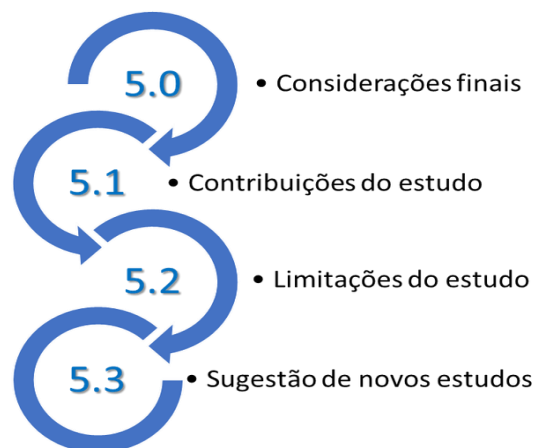 5.0 • Considerações finais
5.1 • Contribuições do estudo
5.2 • Limitações do estudo
5.3 • Sugestão de novos estudos